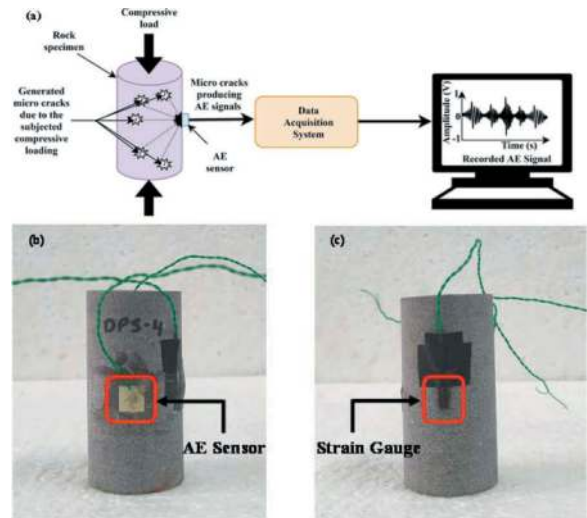 (a)
Compressive
load
Rock
specimen
Generated
micro cracks
due to the
subjected
compressive
loading
Micro cracks
producing
AE signals
AE
sensor
Data
Acquisition
System
Amplitude (V)
1
0
-1
Time (s)
Recorded AE Signal
(b)
DPS-4
AE Sensor
(c)
Strain Gauge